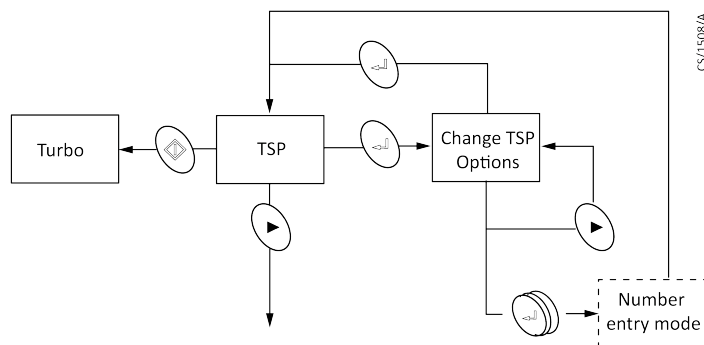 CS/1508/A
Turbo
TSP
Change TSP
Options
Number
entry mode